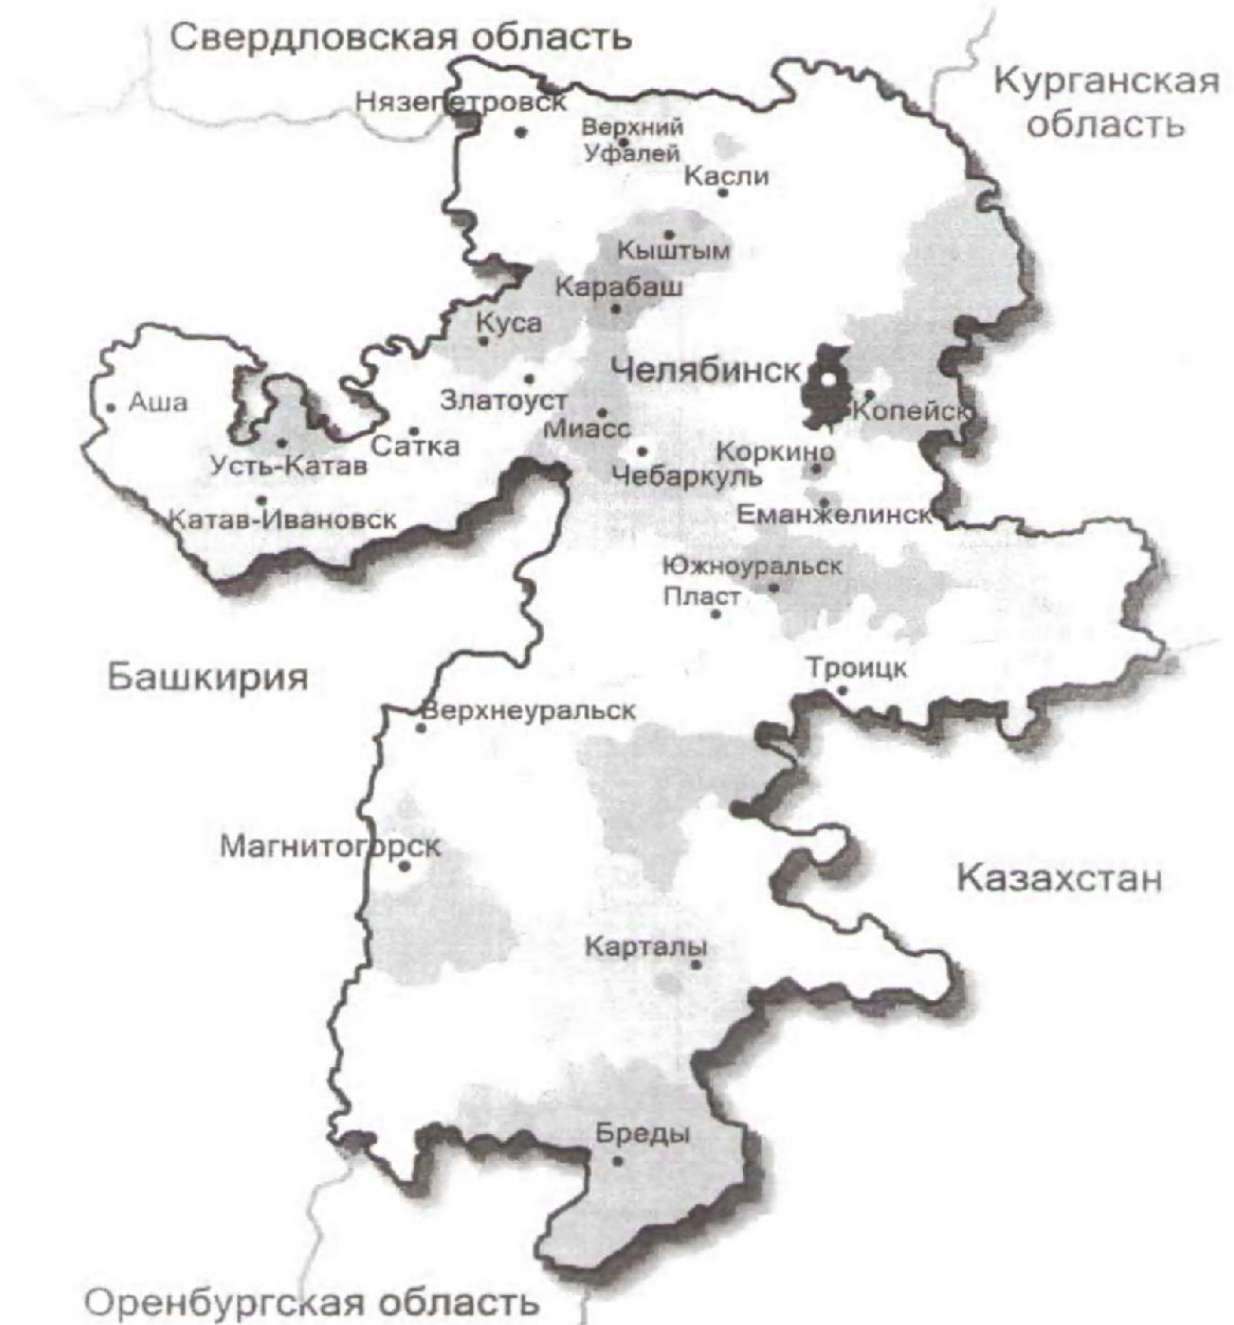 Свердловская область
Курганская
область
Нязепетровск
Верхний
Уфалей
Касли
Кыштым
Карабаш
Куса
Челябинск
Аша
Златоуст
Копейск
Миасс
Сатка
Усть-Катав
Коркино
Чебаркуль
Катав-Ивановск
Еманжелинск
Южноуральск
Пласт
Троицк
Башкирия
Верхнеуральск
Магнитогорск
Казахстан
Карталы
Бреды
Оренбургская область